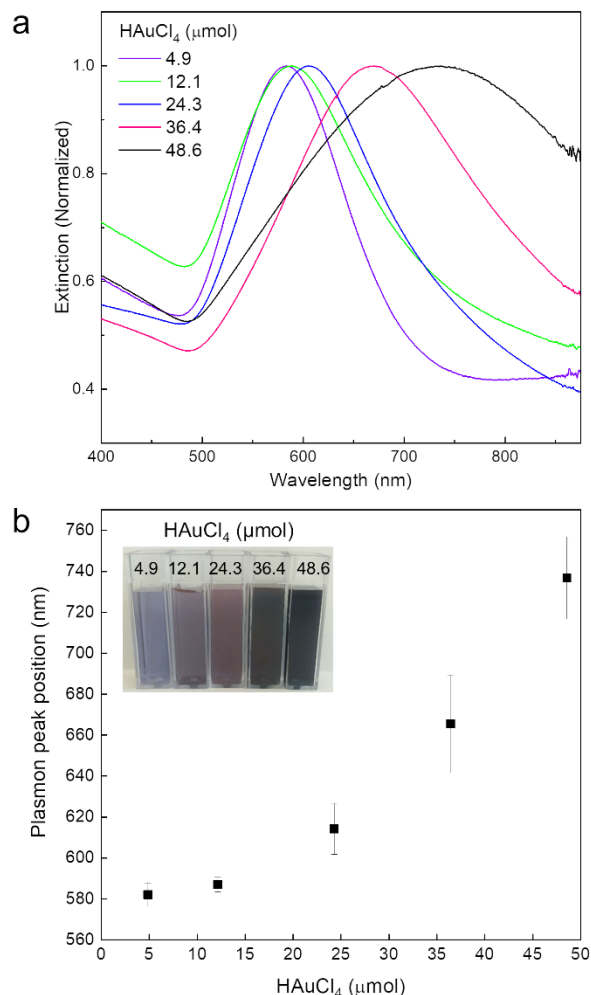 a
HAuCl₄ (μmol)
4.9
12.1
24.3
36.4
48.6
Extinction (Normalized)
1.0
0.8
0.6
0.4
400 500 600 700 800
Wavelength (nm)
b
HAuCl₄ (μmol)
4.9 12.1 24.3 36.4 48.6
Plasmon peak position (nm)
760
740
720
700
680
660
640
620
600
580
560
0 5 10 15 20 25 30 35 40 45 50
HAuCl₄ (μmol)